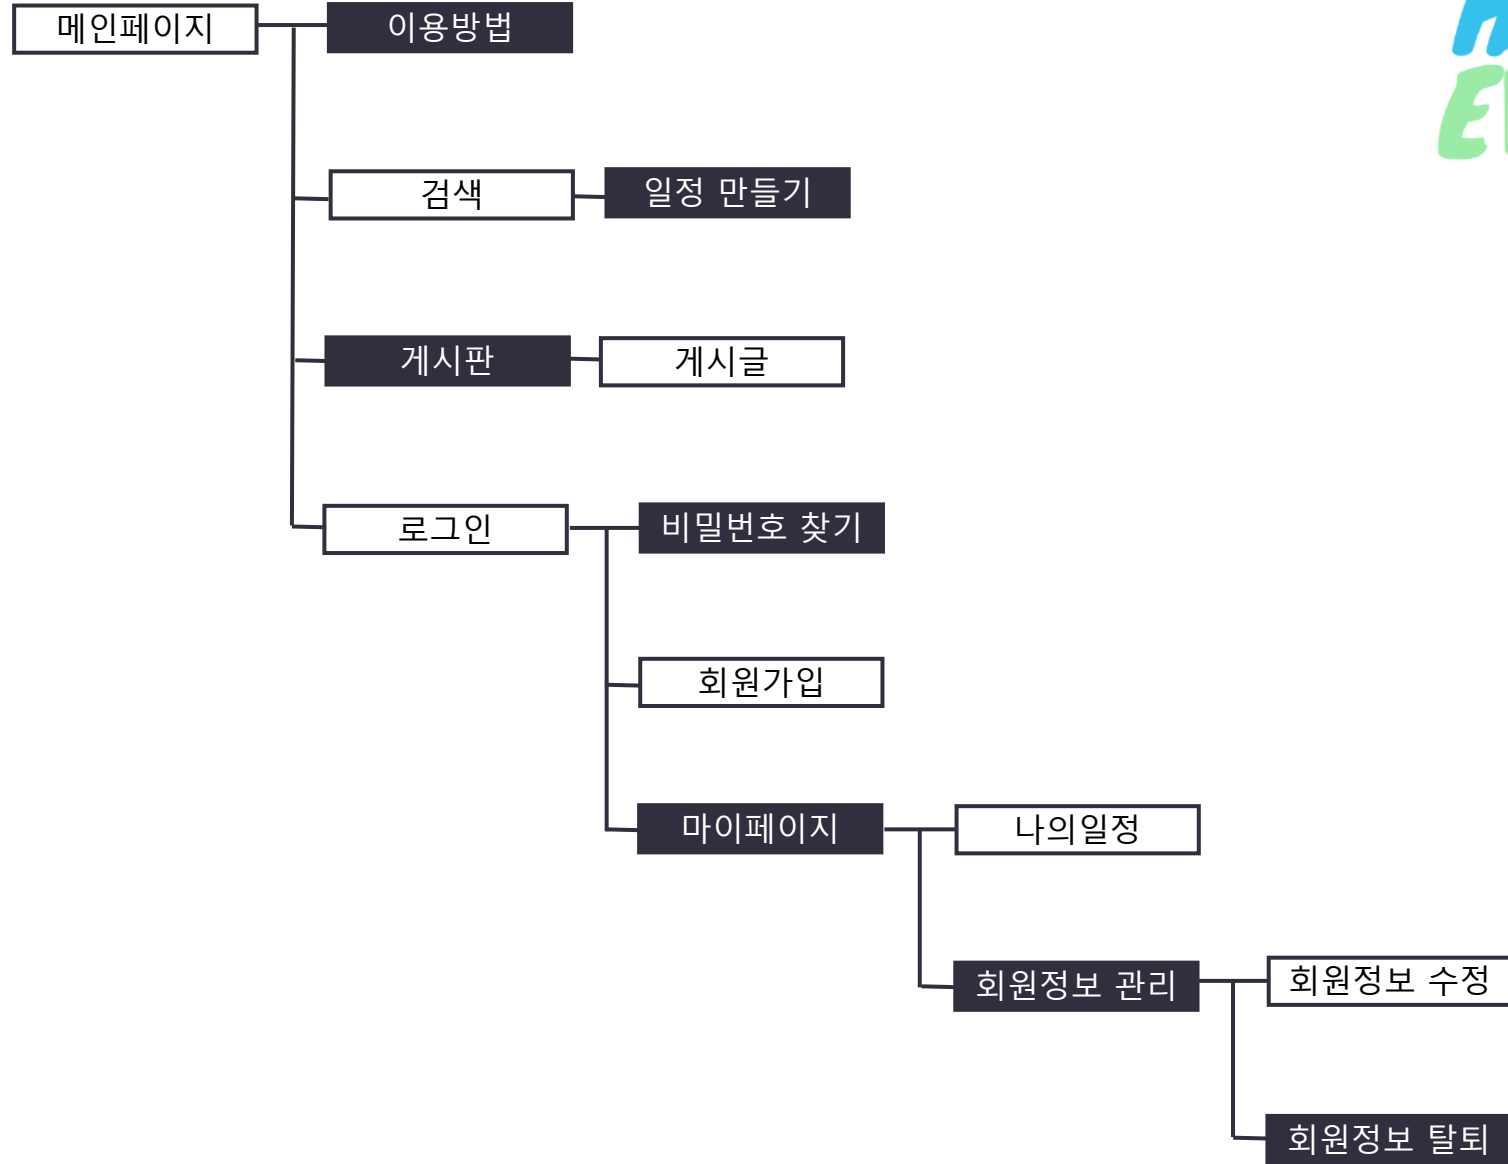 메인페이지
이용방법
검색
일정 만들기
게시판
게시글
로그인
비밀번호 찾기
회원가입
마이페이지
나의일정
회원정보 관리
회원정보 수정
회원정보 탈퇴